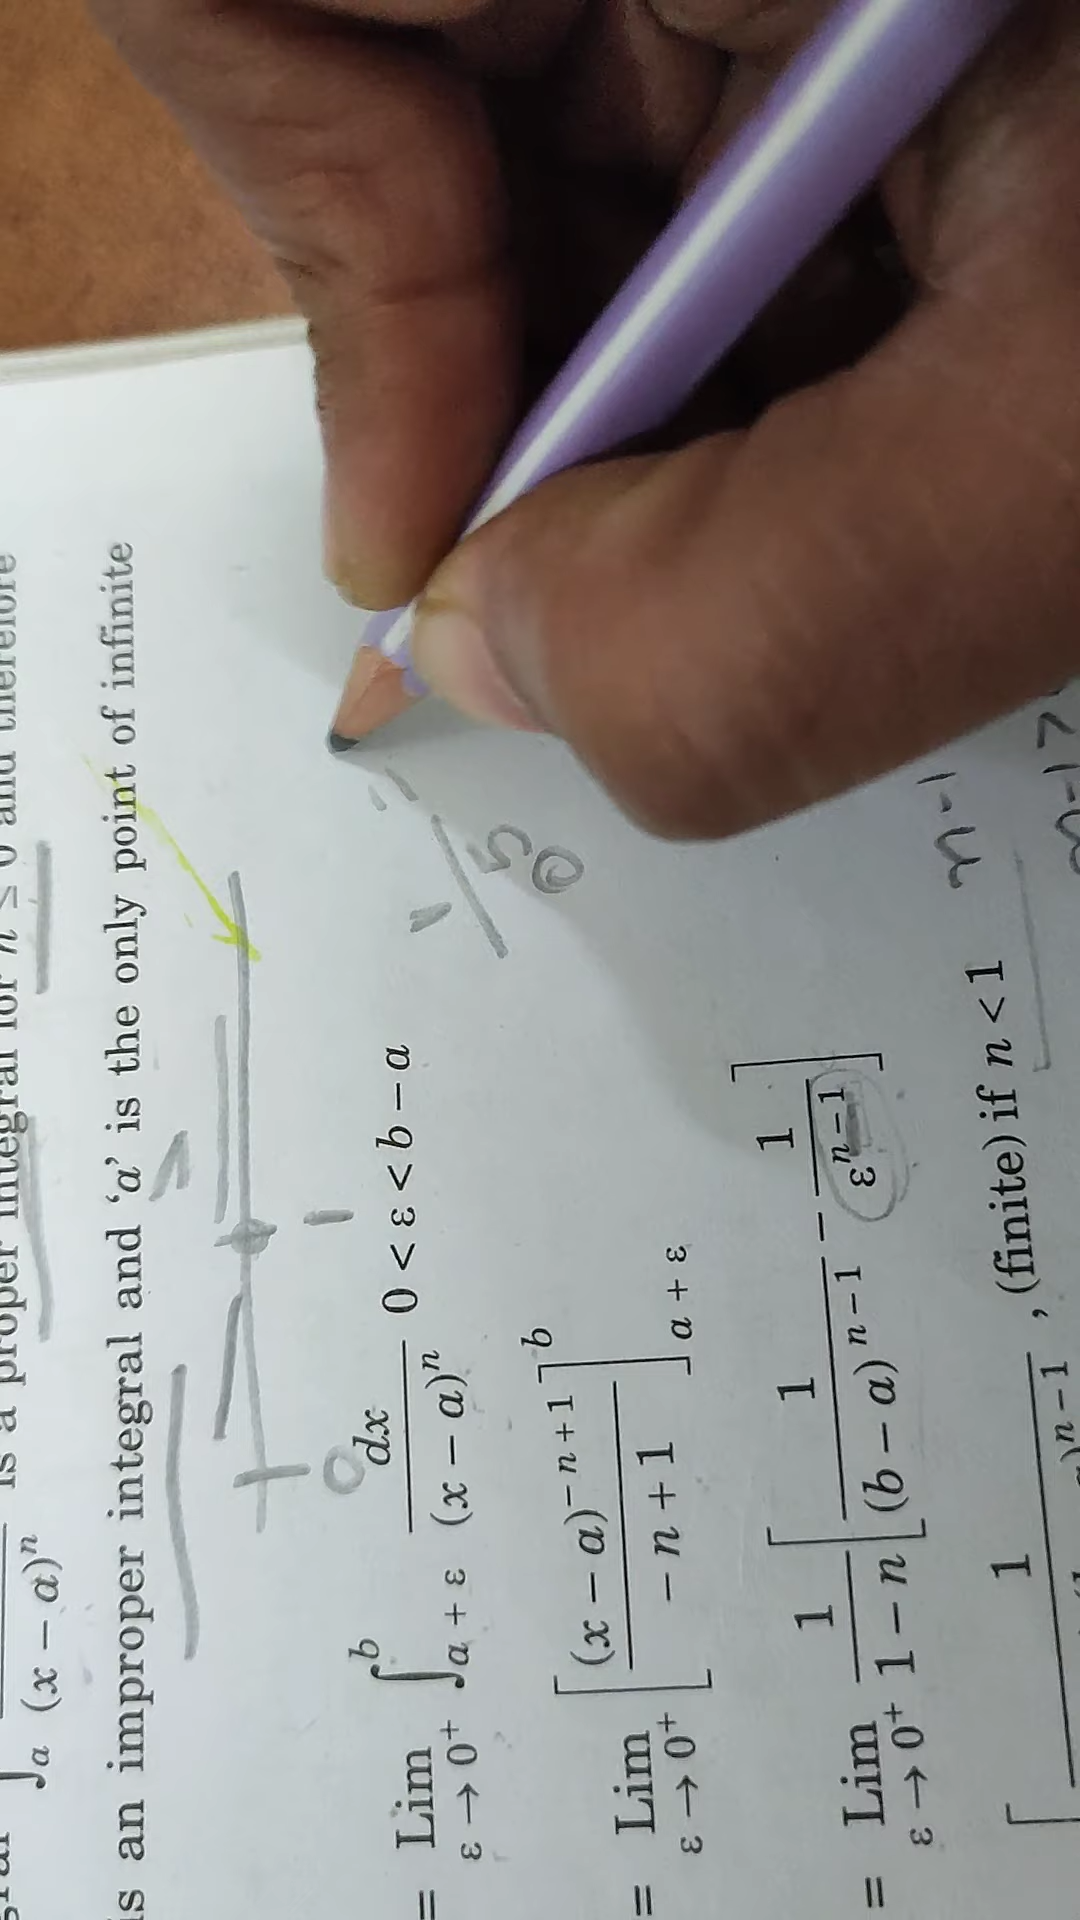 ∫a (x − a)ⁿ is a proper integral for n ≤ 0 and therefore
is an improper integral and ‘a’ is the only point of infinite
= Lim ε → 0⁺ ∫_{a + ε}^{b} dx / (x − a)ⁿ 0 < ε < b − a
= Lim ε → 0⁺ [ (x − a)^{− n + 1} / − n + 1 ]_{a + ε}^{b}
= Lim ε → 0⁺ 1 / 1 − n [ 1 / (b − a)^{n − 1} − 1 / ε^{n − 1} ]
n-1
1 , (finite) if n < 1
n-1 >